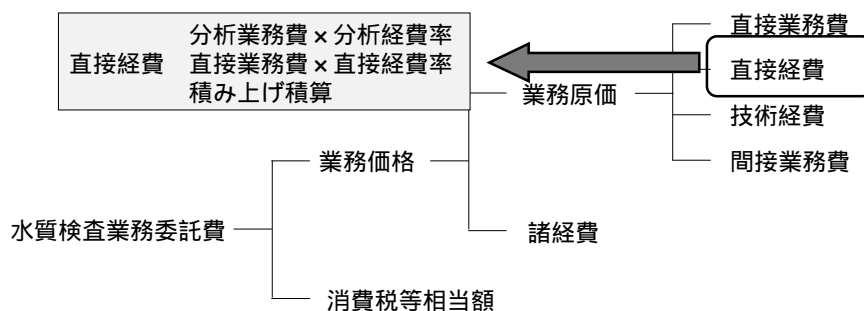 分析業務費×分析経費率
直接経費 直接業務費×直接経費率
積み上げ積算
直接業務費
直接経費
業務原価
技術経費
業務価格
間接業務費
水質検査業務委託費
諸経費
消費税等相当額